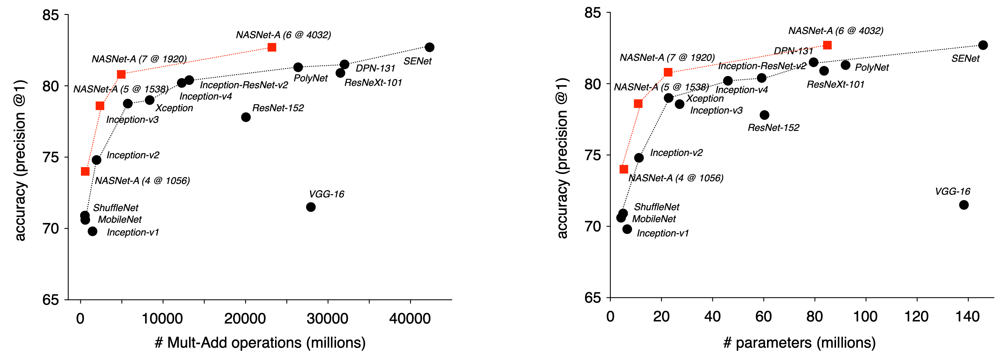 85
80
75
70
65
accuracy (precision @1)
NASNet-A (6 @ 4032)
NASNet-A (7 @ 1920)
NASNet-A (5 @ 1538)
SENet
DPN-131
PolyNet
ResNeXt-101
Inception-ResNet-v2
Inception-v4
Xception
ResNet-152
Inception-v3
Inception-v2
NASNet-A (4 @ 1056)
VGG-16
ShuffleNet
MobileNet
Inception-v1
0 10000 20000 30000 40000
# Mult-Add operations (millions)
85
80
75
70
65
accuracy (precision @1)
NASNet-A (6 @ 4032)
DPN-131
NASNet-A (7 @ 1920)
SENet
Inception-ResNet-v2
PolyNet
ResNeXt-101
NASNet-A (5 @ 1538)
Inception-v4
Xception
Inception-v3
ResNet-152
Inception-v2
NASNet-A (4 @ 1056)
VGG-16
ShuffleNet
MobileNet
Inception-v1
0 20 40 60 80 100 120 140
# parameters (millions)